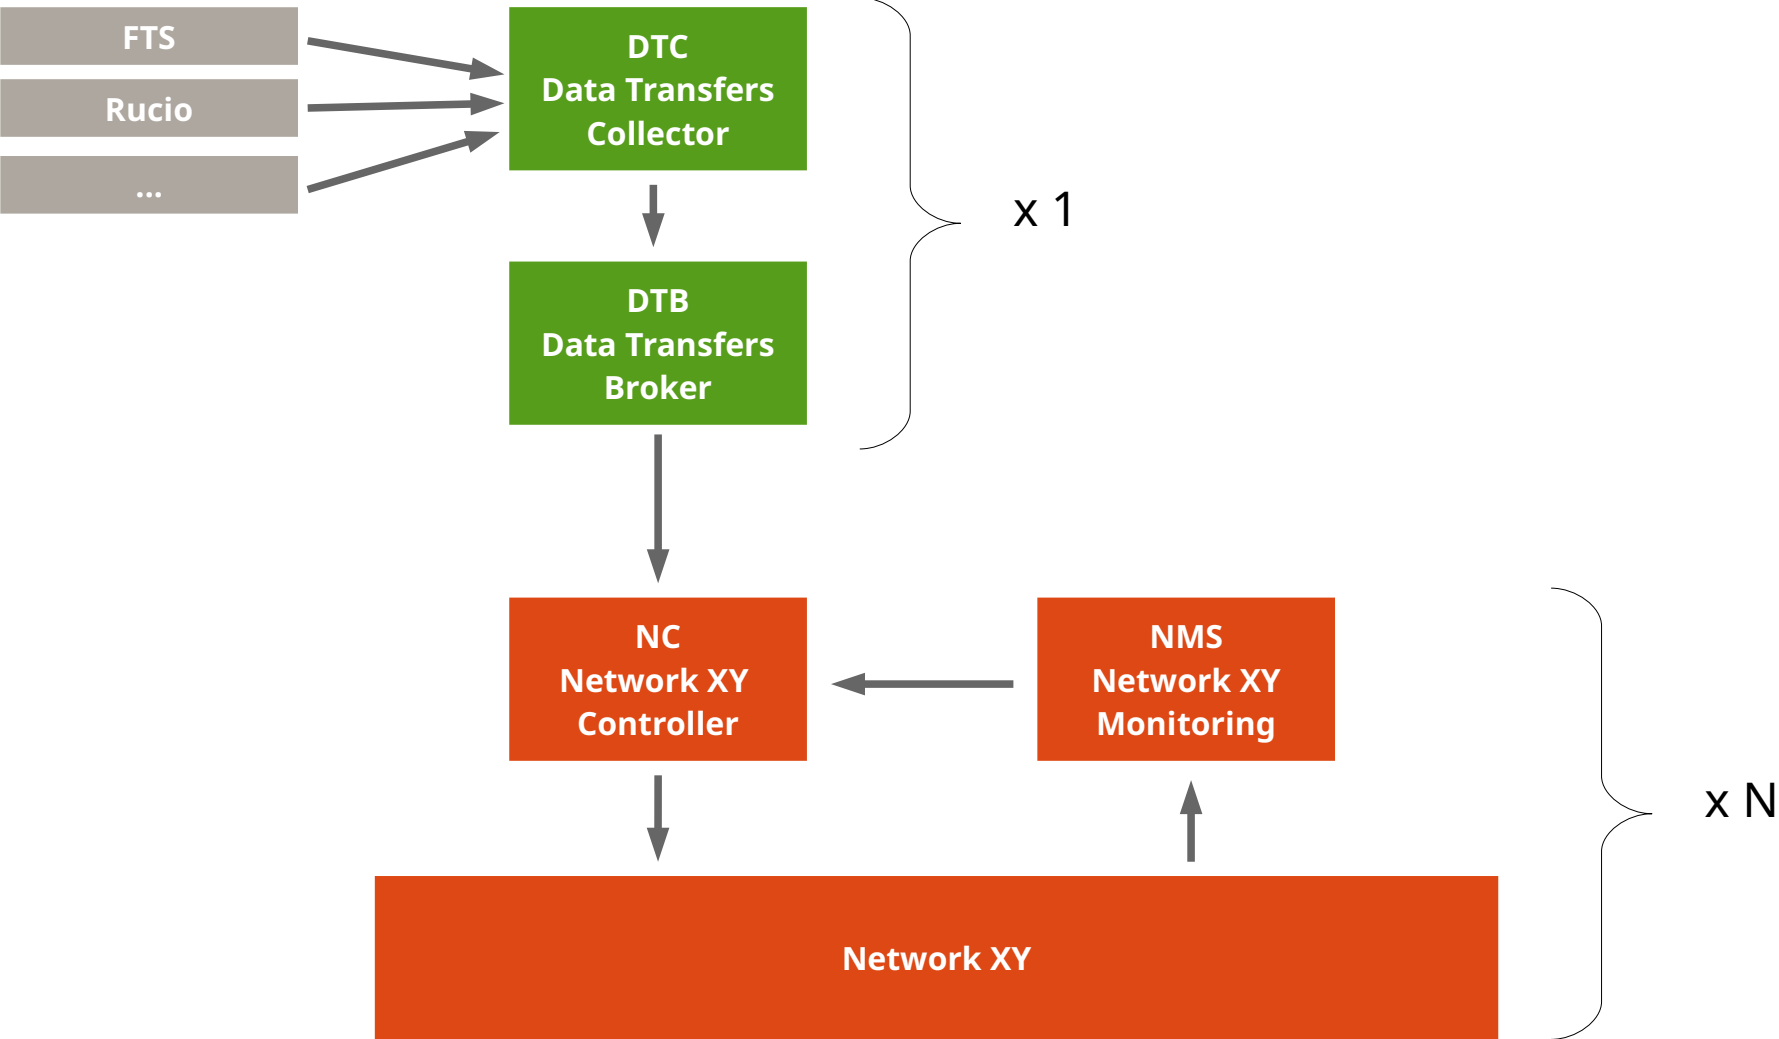 FTS
Rucio
...
DTC
Data Transfers
Collector
x 1
DTB
Data Transfers
Broker
NC
Network XY
Controller
NMS
Network XY
Monitoring
x N
Network XY